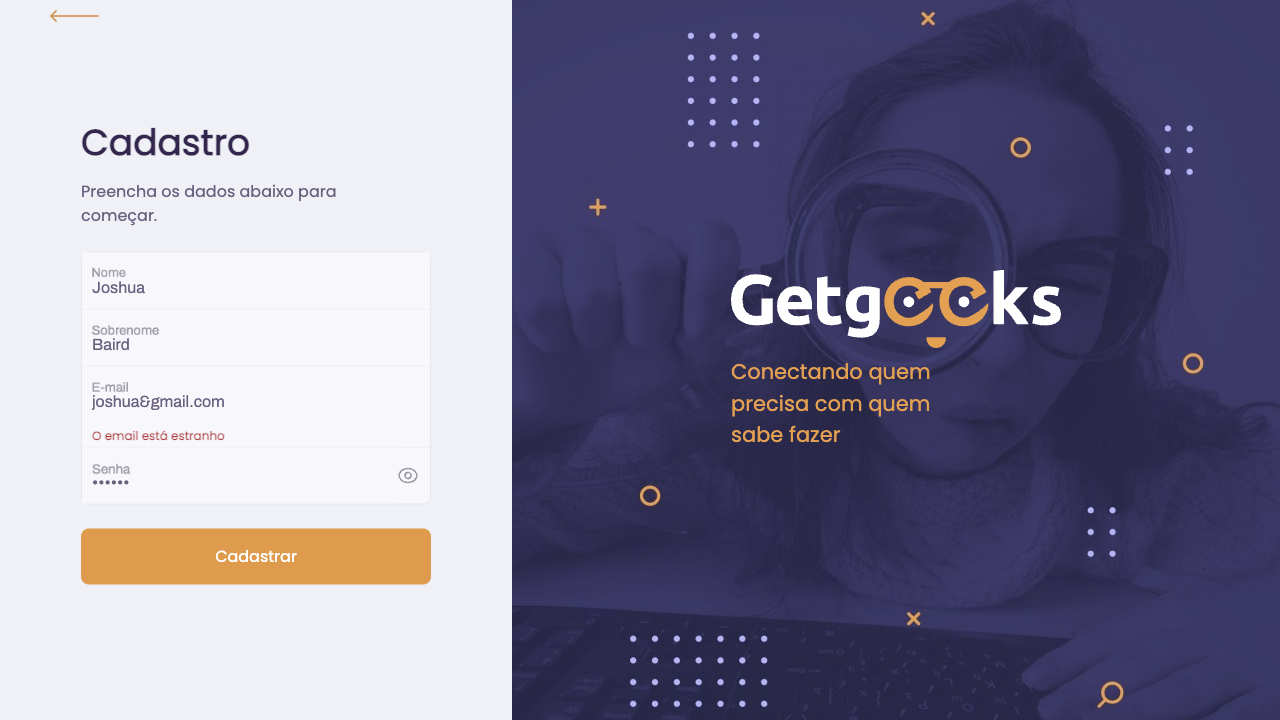 Cadastro
Preencha os dados abaixo para
começar.
Nome
Joshua
Sobrenome
Baird
E-mail
joshua&gmail.com
O email está estranho
Senha
••••••
Cadastrar
Getgeeks
Conectando quem
precisa com quem
sabe fazer